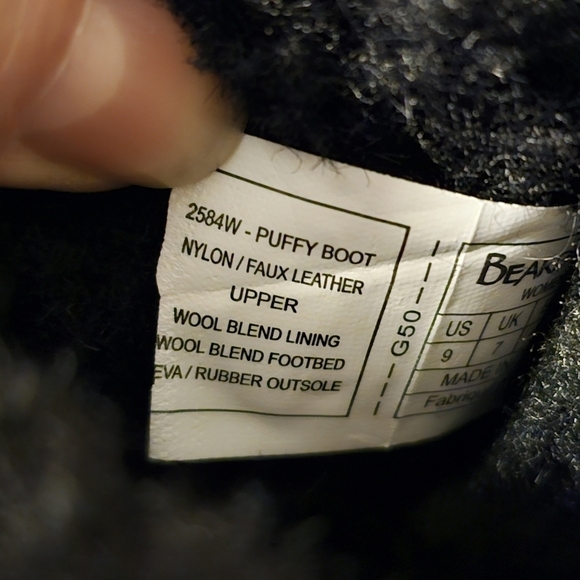 2584W - PUFFY BOOT
NYLON / FAUX LEATHER
UPPER
WOOL BLEND LINING
WOOL BLEND FOOTBED
EVA / RUBBER OUTSOLE
G50
US UK
9 7
MADE